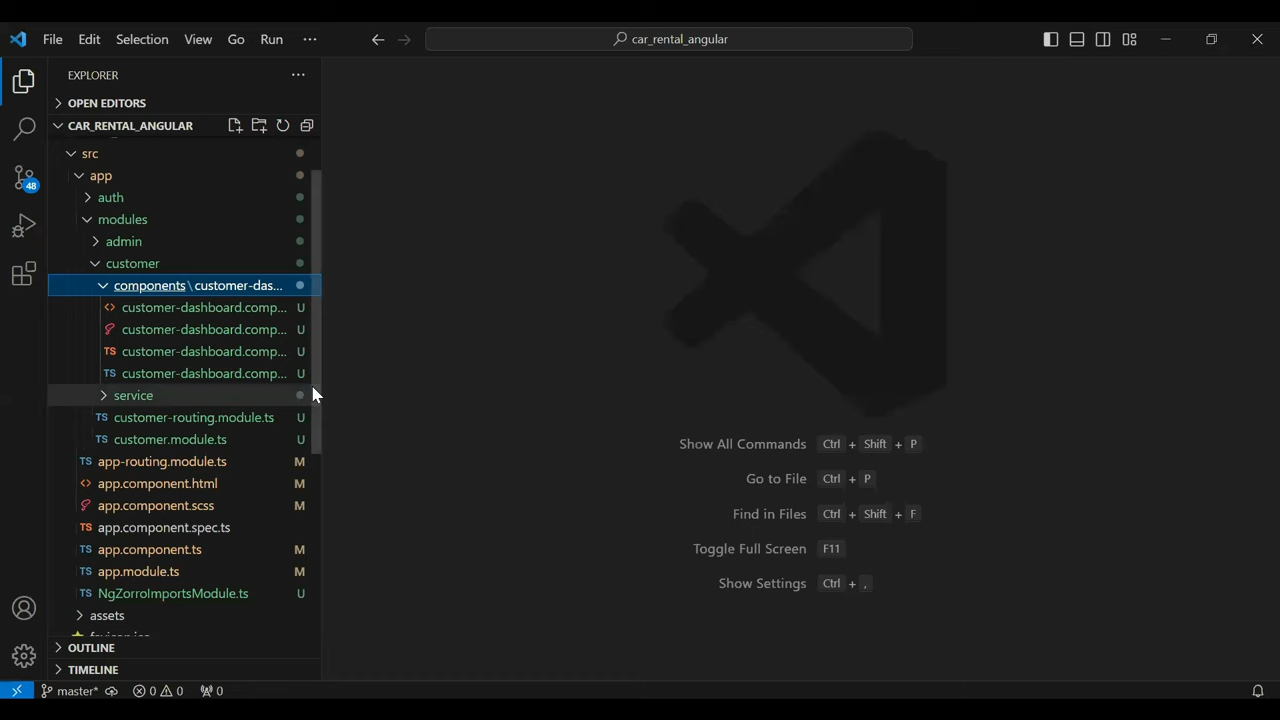 File Edit Selection View Go Run ··· car_rental_angular
EXPLORER
OPEN EDITORS
CAR_RENTAL_ANGULAR
src
app
auth
modules
admin
customer
components\customer-das...
customer-dashboard.comp... U
customer-dashboard.comp... U
TS customer-dashboard.comp... U
TS customer-dashboard.comp... U
service
TS customer-routing.module.ts U
TS customer.module.ts U
TS app-routing.module.ts M
app.component.html M
app.component.scss M
TS app.component.spec.ts
TS app.component.ts M
TS app.module.ts M
TS NgZorroImportsModule.ts U
assets
OUTLINE
TIMELINE
48
Show All Commands Ctrl + Shift + P
Go to File Ctrl + P
Find in Files Ctrl + Shift + F
Toggle Full Screen F11
Show Settings Ctrl + ,
master* 0 0 0